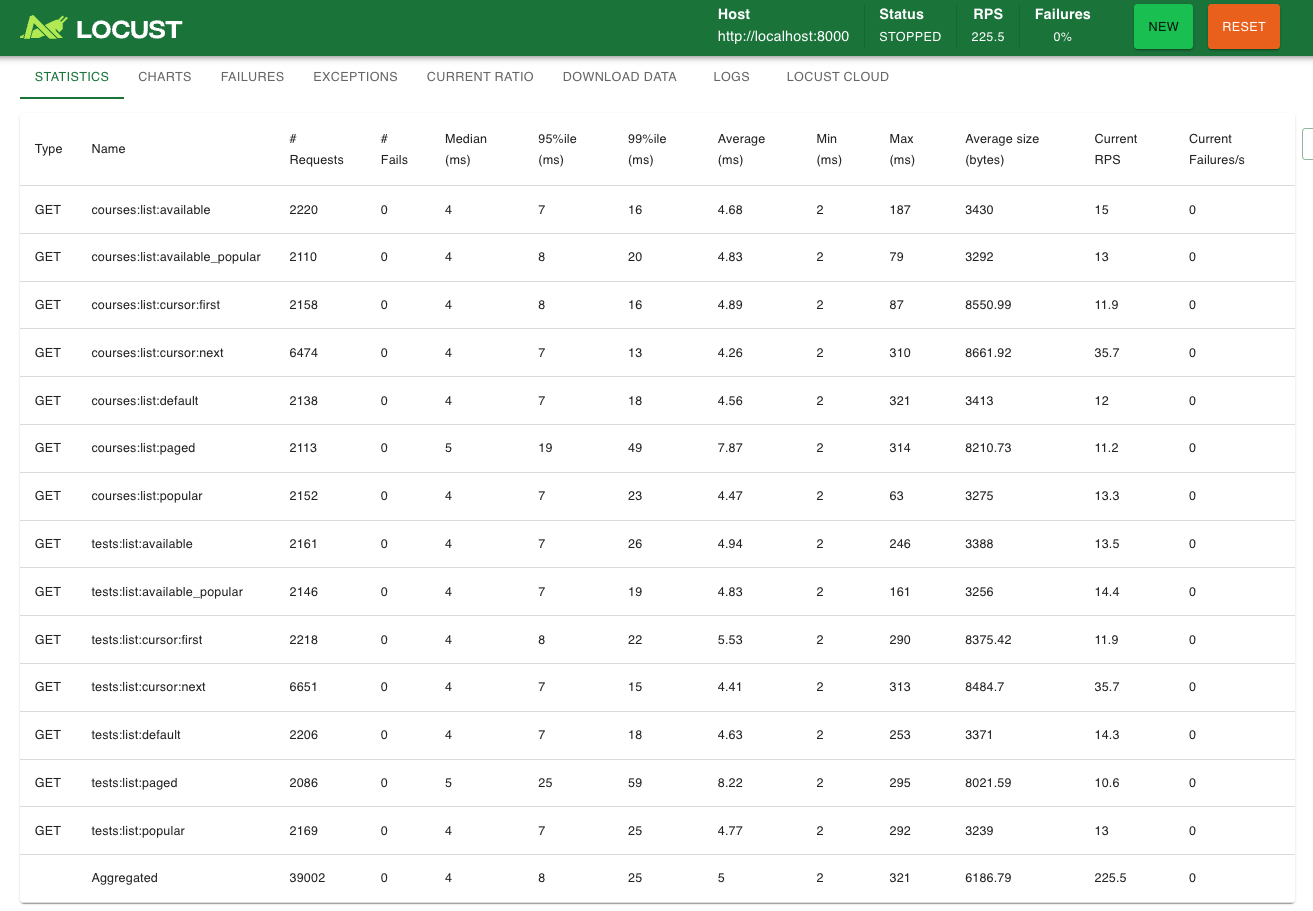 LOCUST
Host
http://localhost:8000
Status
STOPPED
RPS
225.5
Failures
0%
NEW
RESET
STATISTICS CHARTS FAILURES EXCEPTIONS CURRENT RATIO DOWNLOAD DATA LOGS LOCUST CLOUD
Type Name # Requests # Fails Median (ms) 95%ile (ms) 99%ile (ms) Average (ms) Min (ms) Max (ms) Average size (bytes) Current RPS Current Failures/s
GET courses:list:available 2220 0 4 7 16 4.68 2 187 3430 15 0
GET courses:list:available_popular 2110 0 4 8 20 4.83 2 79 3292 13 0
GET courses:list:cursor:first 2158 0 4 8 16 4.89 2 87 8550.99 11.9 0
GET courses:list:cursor:next 6474 0 4 7 13 4.26 2 310 8661.92 35.7 0
GET courses:list:default 2138 0 4 7 18 4.56 2 321 3413 12 0
GET courses:list:paged 2113 0 5 19 49 7.87 2 314 8210.73 11.2 0
GET courses:list:popular 2152 0 4 7 23 4.47 2 63 3275 13.3 0
GET tests:list:available 2161 0 4 7 26 4.94 2 246 3388 13.5 0
GET tests:list:available_popular 2146 0 4 7 19 4.83 2 161 3256 14.4 0
GET tests:list:cursor:first 2218 0 4 8 22 5.53 2 290 8375.42 11.9 0
GET tests:list:cursor:next 6651 0 4 7 15 4.41 2 313 8484.7 35.7 0
GET tests:list:default 2206 0 4 7 18 4.63 2 253 3371 14.3 0
GET tests:list:paged 2086 0 5 25 59 8.22 2 295 8021.59 10.6 0
GET tests:list:popular 2169 0 4 7 25 4.77 2 292 3239 13 0
Aggregated 39002 0 4 8 25 5 2 321 6186.79 225.5 0